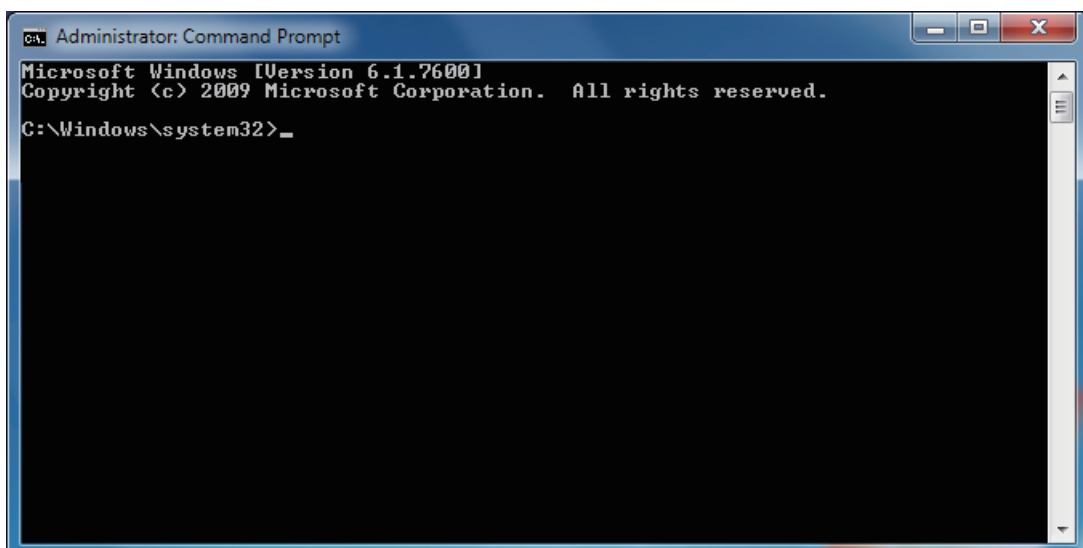 Administrator: Command Prompt
Microsoft Windows [Version 6.1.7600]
Copyright (c) 2009 Microsoft Corporation.  All rights reserved.
C:\Windows\system32>_